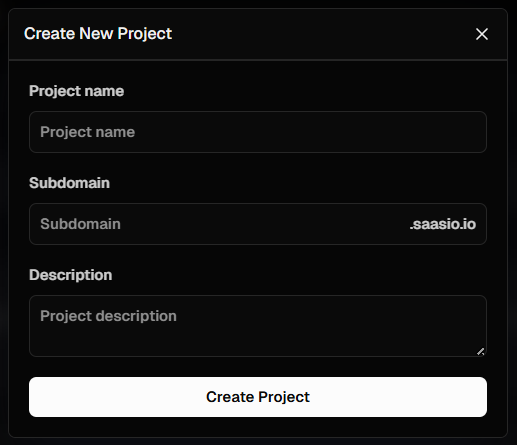 Create New Project
Project name
Project name
Subdomain
Subdomain .saasio.io
Description
Project description
Create Project